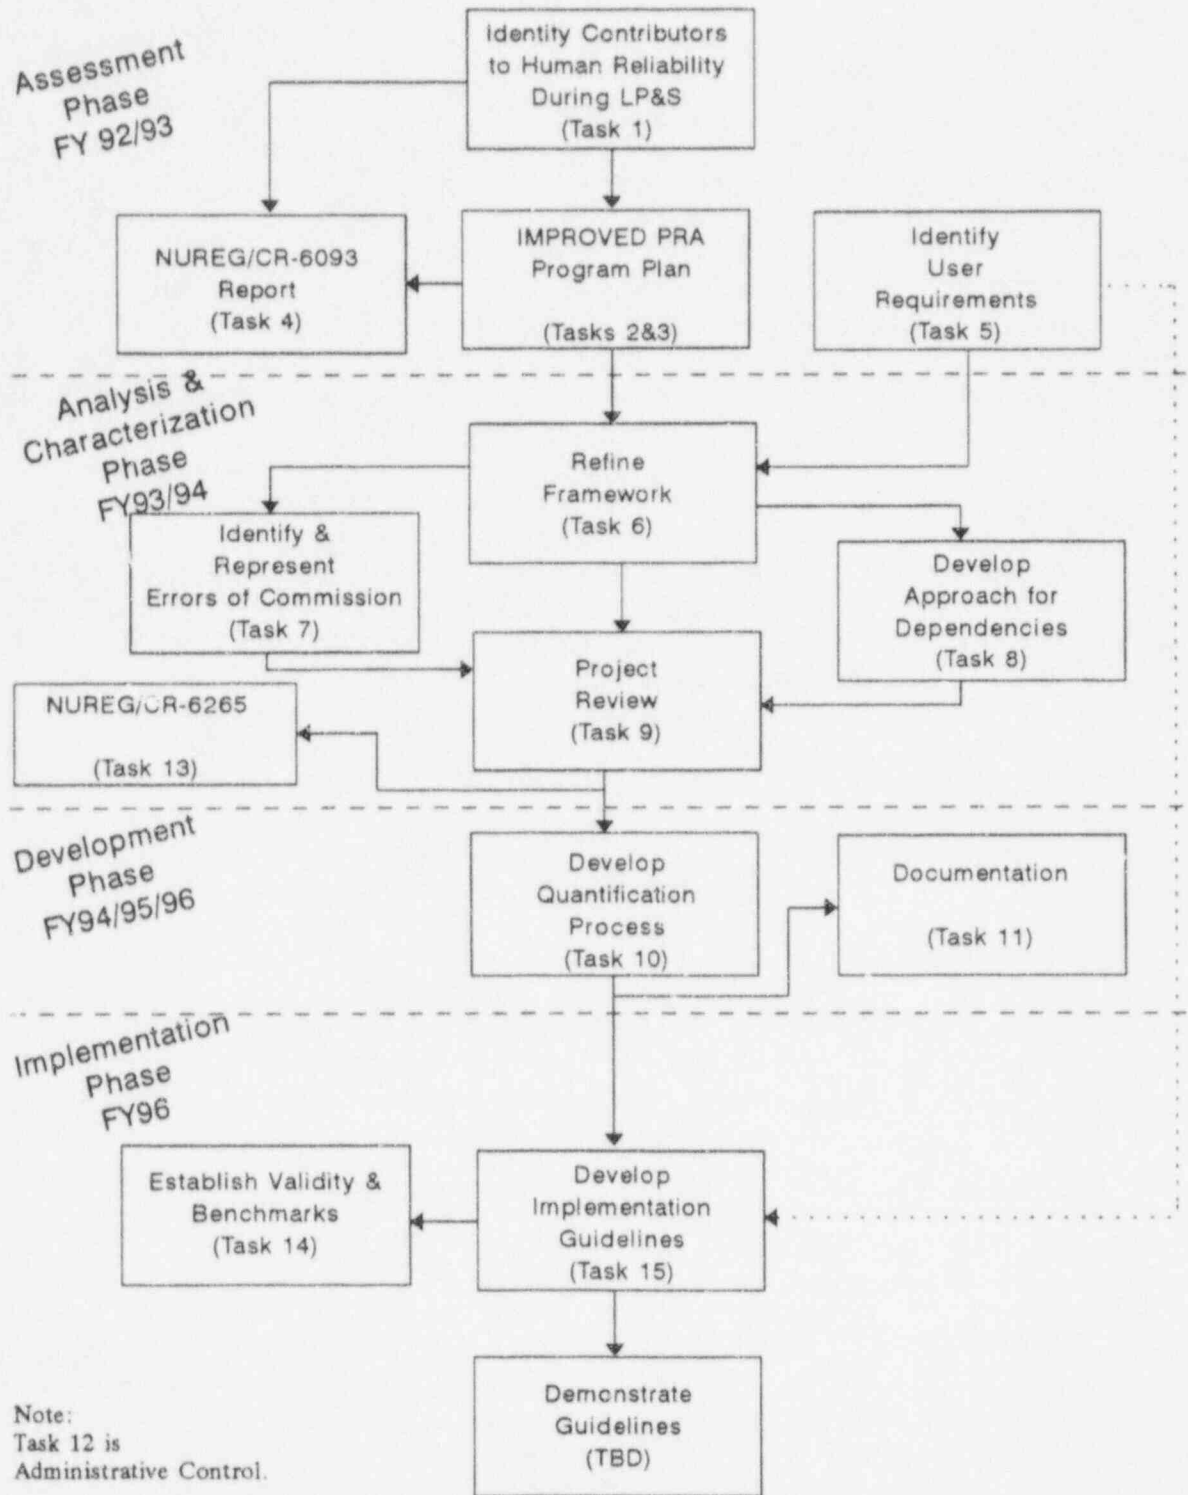 Assessment
Phase
FY 92/93
Identity Contributors
to Human Reliability
During LP&S
(Task 1)
NUREG/CR-6093
Report
(Task 4)
IMPROVED PRA
Program Plan
(Tasks 2&3)
Identify
User
Requirements
(Task 5)
Analysis &
Characterization
Phase
FY93/94
Refine
Framework
(Task 6)
Identify &
Represent
Errors of Commission
(Task 7)
Develop
Approach for
Dependencies
(Task 8)
Project
Review
(Task 9)
NUREG/CR-6265
(Task 13)
Development
Phase
FY94/95/96
Develop
Quantification
Process
(Task 10)
Documentation
(Task 11)
Implementation
Phase
FY96
Establish Validity &
Benchmarks
(Task 14)
Develop
Implementation
Guidelines
(Task 15)
Demonstrate
Guidelines
(TBD)
Note:
Task 12 is
Administrative Control.